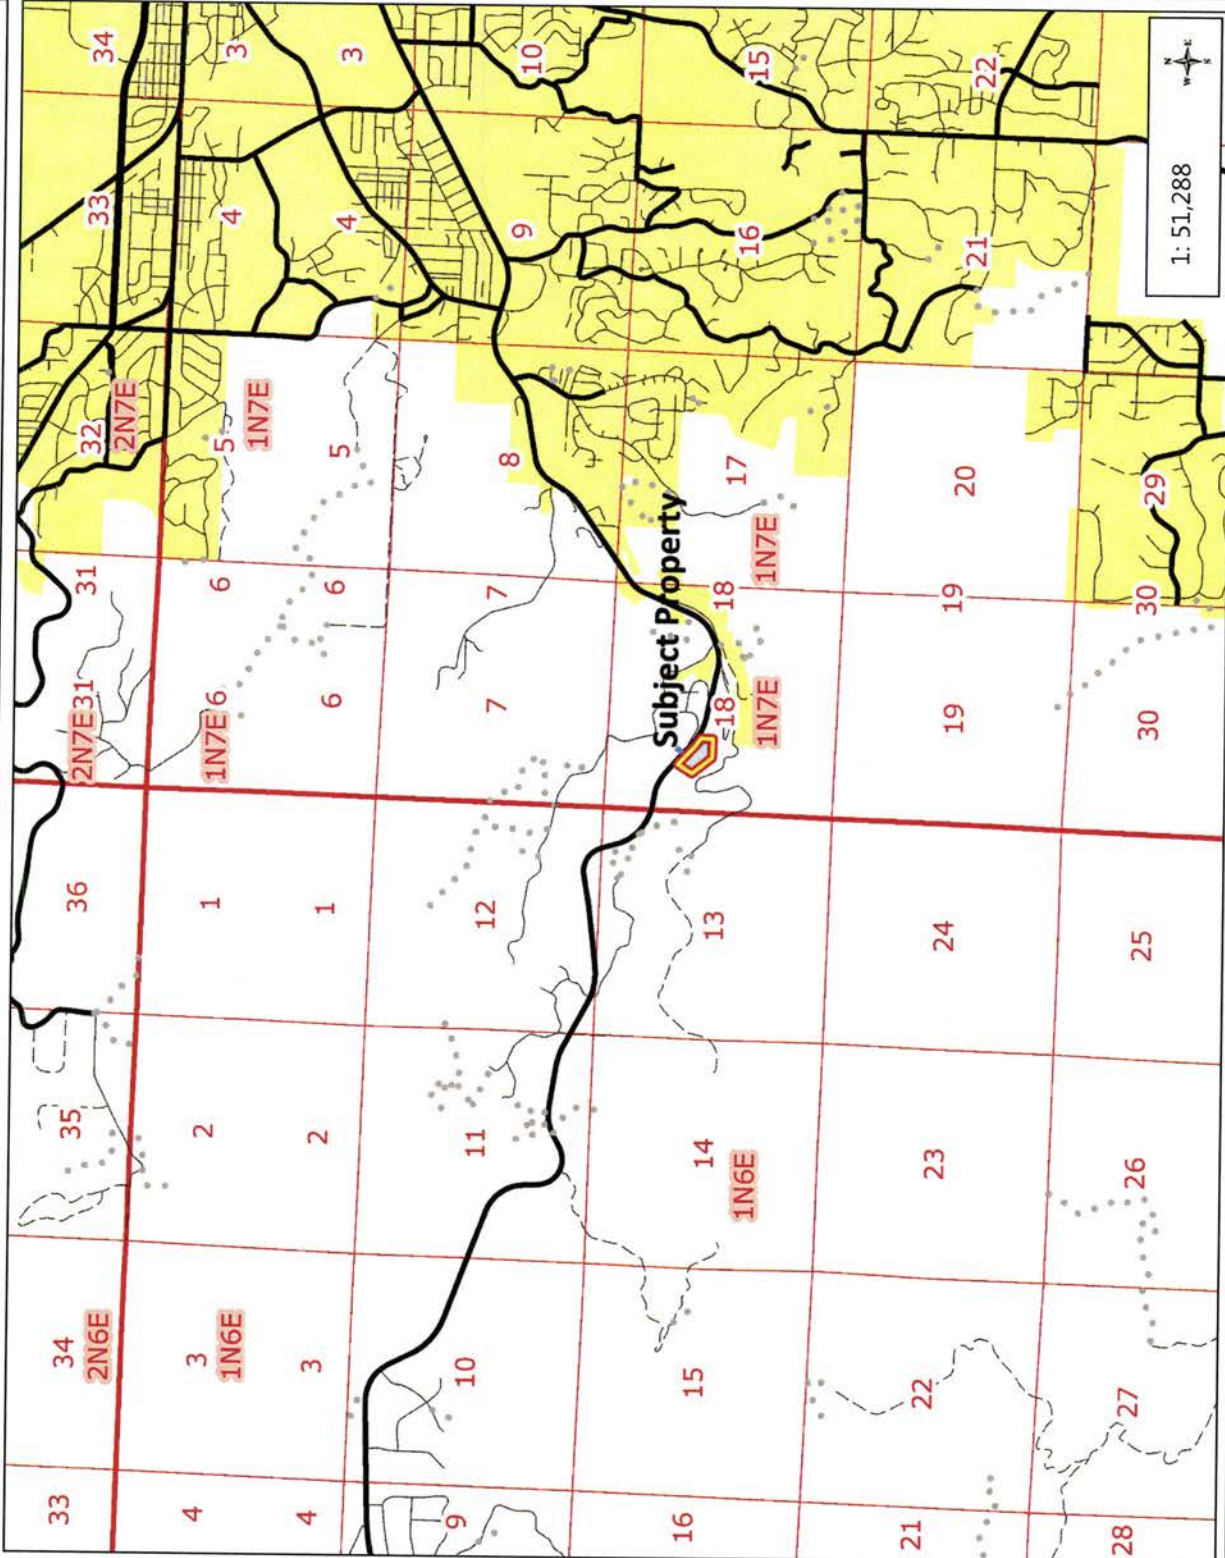 33 34 35 36 31 31 32 33 34
2N6E 2N7E 2N7E
4 3 2 1 6 6 5 4 3
1N6E 1N7E 1N7E
4 3 2 1 6 6 5 4 3
9 10 11 12 7 7 8 9 10
Subject Property
16 15 14 13 18 18 17 16 15
1N6E 1N7E 1N7E
21 22 23 24 19 19 20 21 22
28 27 26 25 30 30 29
1: 51,288
N
W E
S